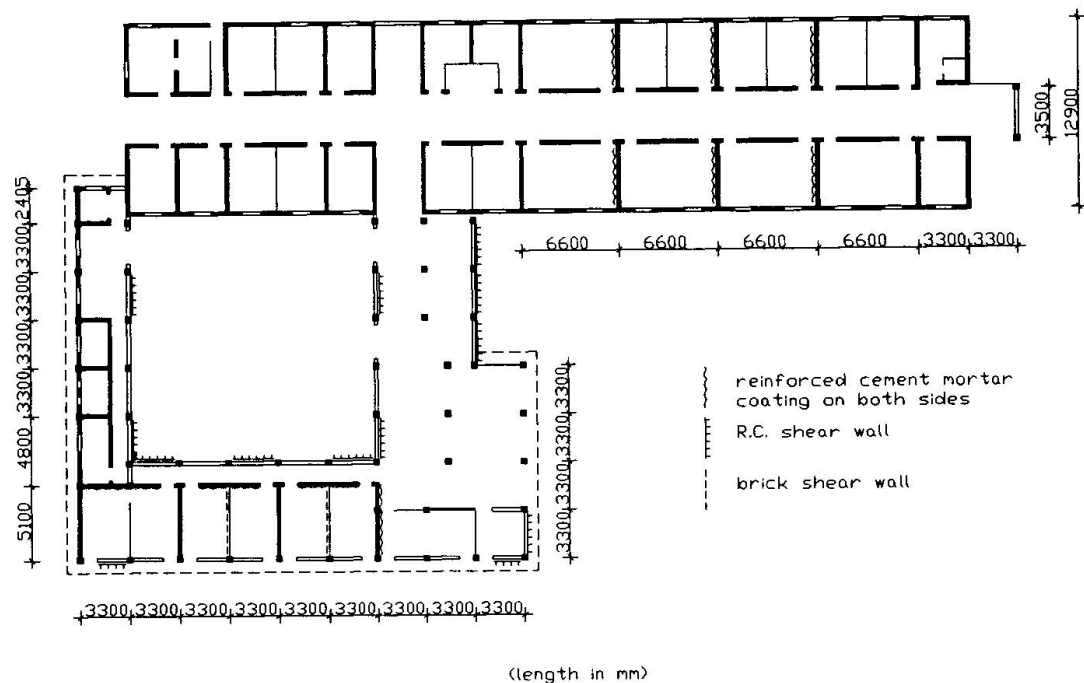 3500
12900
6600 6600 6600 6600 3300 3300
2405
3300
3300
3300
3300
4800
5100
3300
3300
3300
3300
reinforced cement mortar
coating on both sides
R.C. shear wall
brick shear wall
3300 3300 3300 3300 3300 3300 3300 3300 3300
(length in mm)